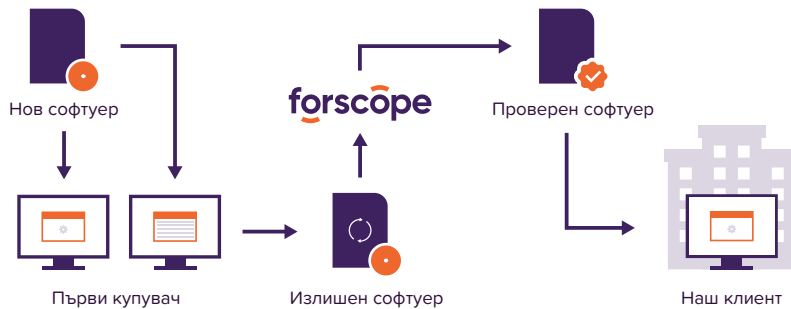 Нов софтуер
forscope
Проверен софтуер
Първи купувач
Излишен софтуер
Наш клиент